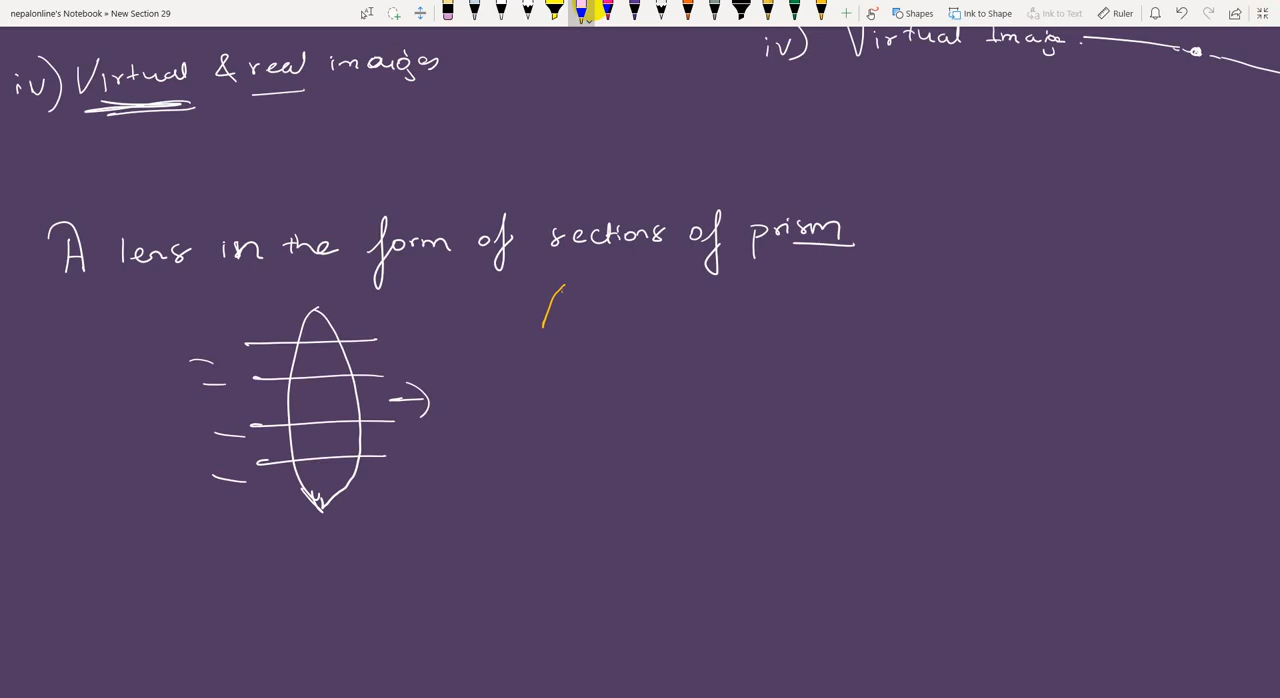 nepalonline's Notebook » New Section 29
Shapes
Ink to Shape
Ink to Text
Ruler
iv) Virtual & real images
iv) Virtual Image.
A lens in the form of sections of prism